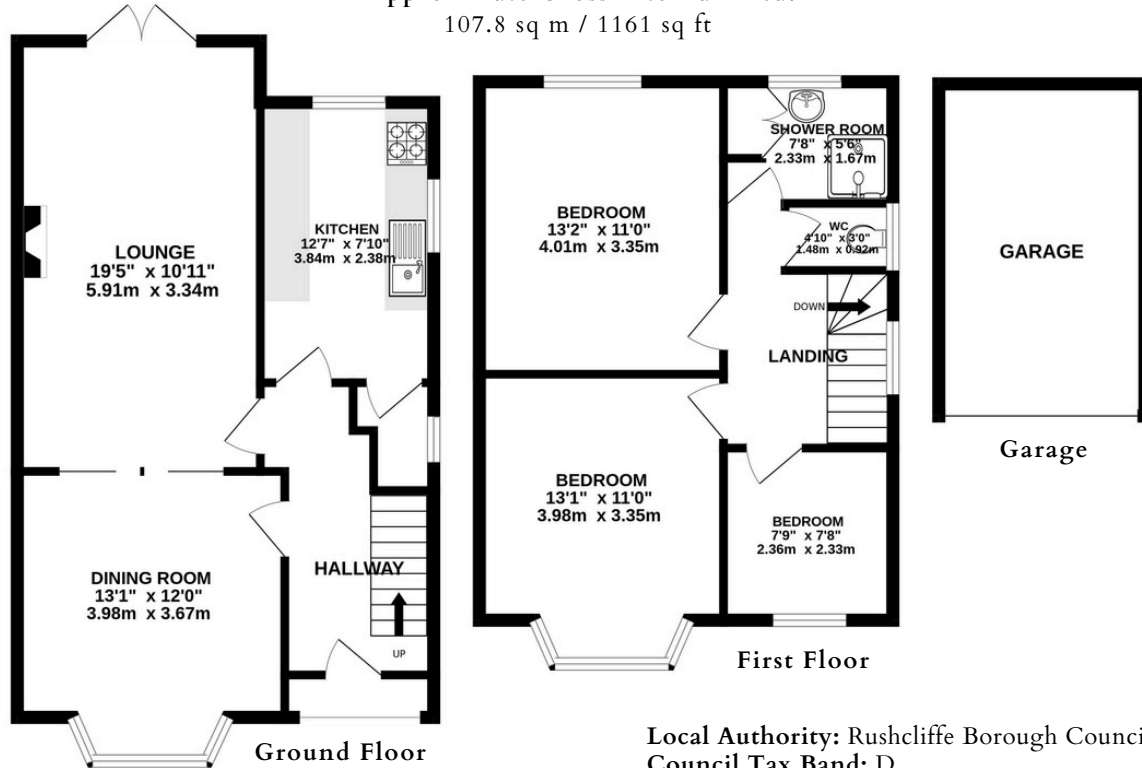 107.8 sq m / 1161 sq ft
LOUNGE
19'5" x 10'11"
5.91m x 3.34m
KITCHEN
12'7" x 7'10"
3.84m x 2.38m
DINING ROOM
13'1" x 12'0"
3.98m x 3.67m
HALLWAY
UP
Ground Floor
BEDROOM
13'2" x 11'0"
4.01m x 3.35m
SHOWER ROOM
7'8" x 5'6"
2.33m x 1.67m
WC
4'10" x 3'0"
1.48m x 0.92m
DOWN
LANDING
BEDROOM
13'1" x 11'0"
3.98m x 3.35m
BEDROOM
7'9" x 7'8"
2.36m x 2.33m
First Floor
GARAGE
Garage
Local Authority: Rushcliffe Borough Counci
Council Tax Band: D